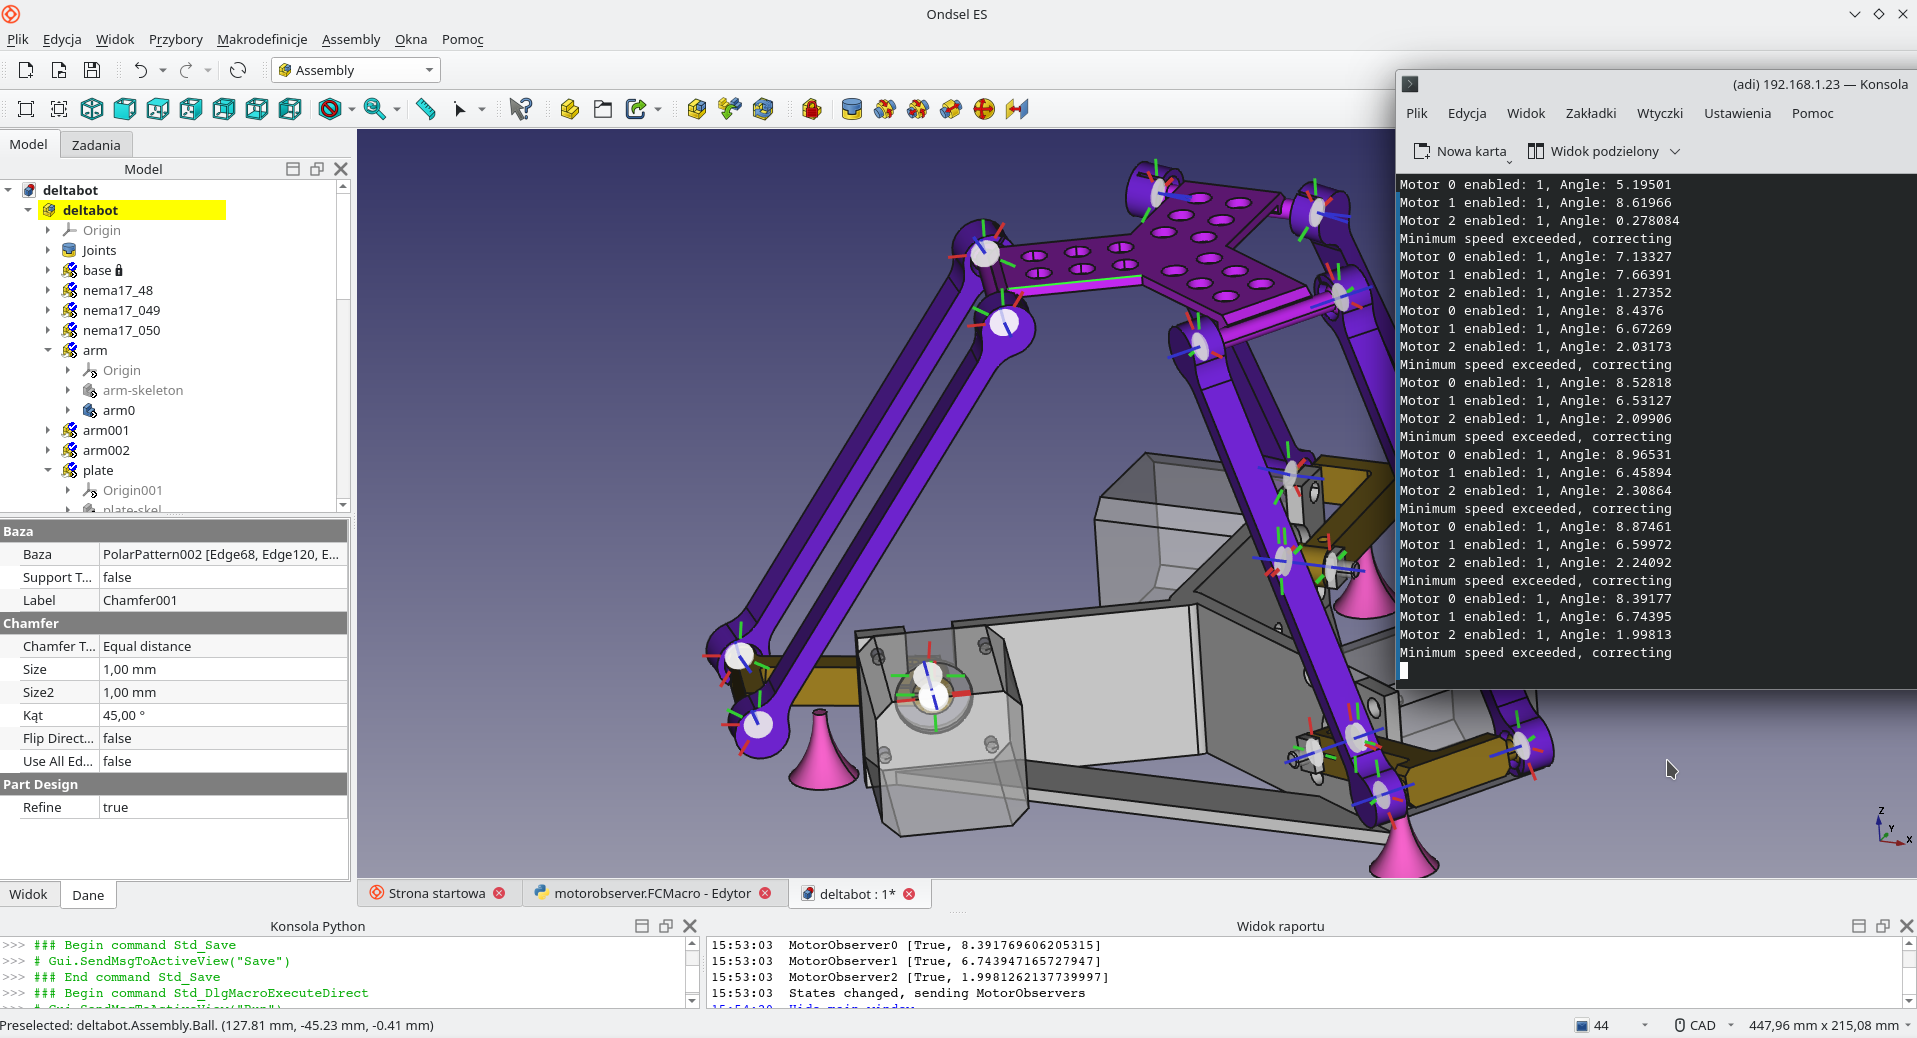 Ondsel ES
Plik Edycja Widok Przybory Makrodefinicje Assembly Okna Pomoc
Assembly
Model Zadania
Model
deltabot
deltabot
Origin
Joints
base
nema17_48
nema17_049
nema17_050
arm
Origin
arm-skeleton
arm0
arm001
arm002
plate
Origin001
plate-skel
Baza
Baza PolarPattern002 [Edge68, Edge120, E...
Support T... false
Label Chamfer001
Chamfer
Chamfer T... Equal distance
Size 1,00 mm
Size2 1,00 mm
Kąt 45,00 °
Flip Direct... false
Use All Ed... false
Part Design
Refine true
Widok Dane
(adi) 192.168.1.23 — Konsola
Plik Edycja Widok Zakładki Wtyczki Ustawienia Pomoc
Nowa karta Widok podzielony
Motor 0 enabled: 1, Angle: 5.19501
Motor 1 enabled: 1, Angle: 8.61966
Motor 2 enabled: 1, Angle: 0.278084
Minimum speed exceeded, correcting
Motor 0 enabled: 1, Angle: 7.13327
Motor 1 enabled: 1, Angle: 7.66391
Motor 2 enabled: 1, Angle: 1.27352
Motor 0 enabled: 1, Angle: 8.4376
Motor 1 enabled: 1, Angle: 6.67269
Motor 2 enabled: 1, Angle: 2.03173
Minimum speed exceeded, correcting
Motor 0 enabled: 1, Angle: 8.52818
Motor 1 enabled: 1, Angle: 6.53127
Motor 2 enabled: 1, Angle: 2.09906
Minimum speed exceeded, correcting
Motor 0 enabled: 1, Angle: 8.96531
Motor 1 enabled: 1, Angle: 6.45894
Motor 2 enabled: 1, Angle: 2.30864
Minimum speed exceeded, correcting
Motor 0 enabled: 1, Angle: 8.87461
Motor 1 enabled: 1, Angle: 6.59972
Motor 2 enabled: 1, Angle: 2.24092
Minimum speed exceeded, correcting
Motor 0 enabled: 1, Angle: 8.39177
Motor 1 enabled: 1, Angle: 6.74395
Motor 2 enabled: 1, Angle: 1.99813
Minimum speed exceeded, correcting
Z
Y
X
Strona startowa motorobserver.FCMacro - Edytor deltabot : 1*
Konsola Python
>>> ### Begin command Std_Save
>>> # Gui.SendMsgToActiveView("Save")
>>> ### End command Std_Save
>>> ### Begin command Std_DlgMacroExecuteDirect
Widok raportu
15:53:03 MotorObserver0 [True, 8.391769606205315]
15:53:03 MotorObserver1 [True, 6.743947165727947]
15:53:03 MotorObserver2 [True, 1.9981262137739997]
15:53:03 States changed, sending MotorObservers
Preselected: deltabot.Assembly.Ball. (127.81 mm, -45.23 mm, -0.41 mm)
44 CAD 447,96 mm x 215,08 mm